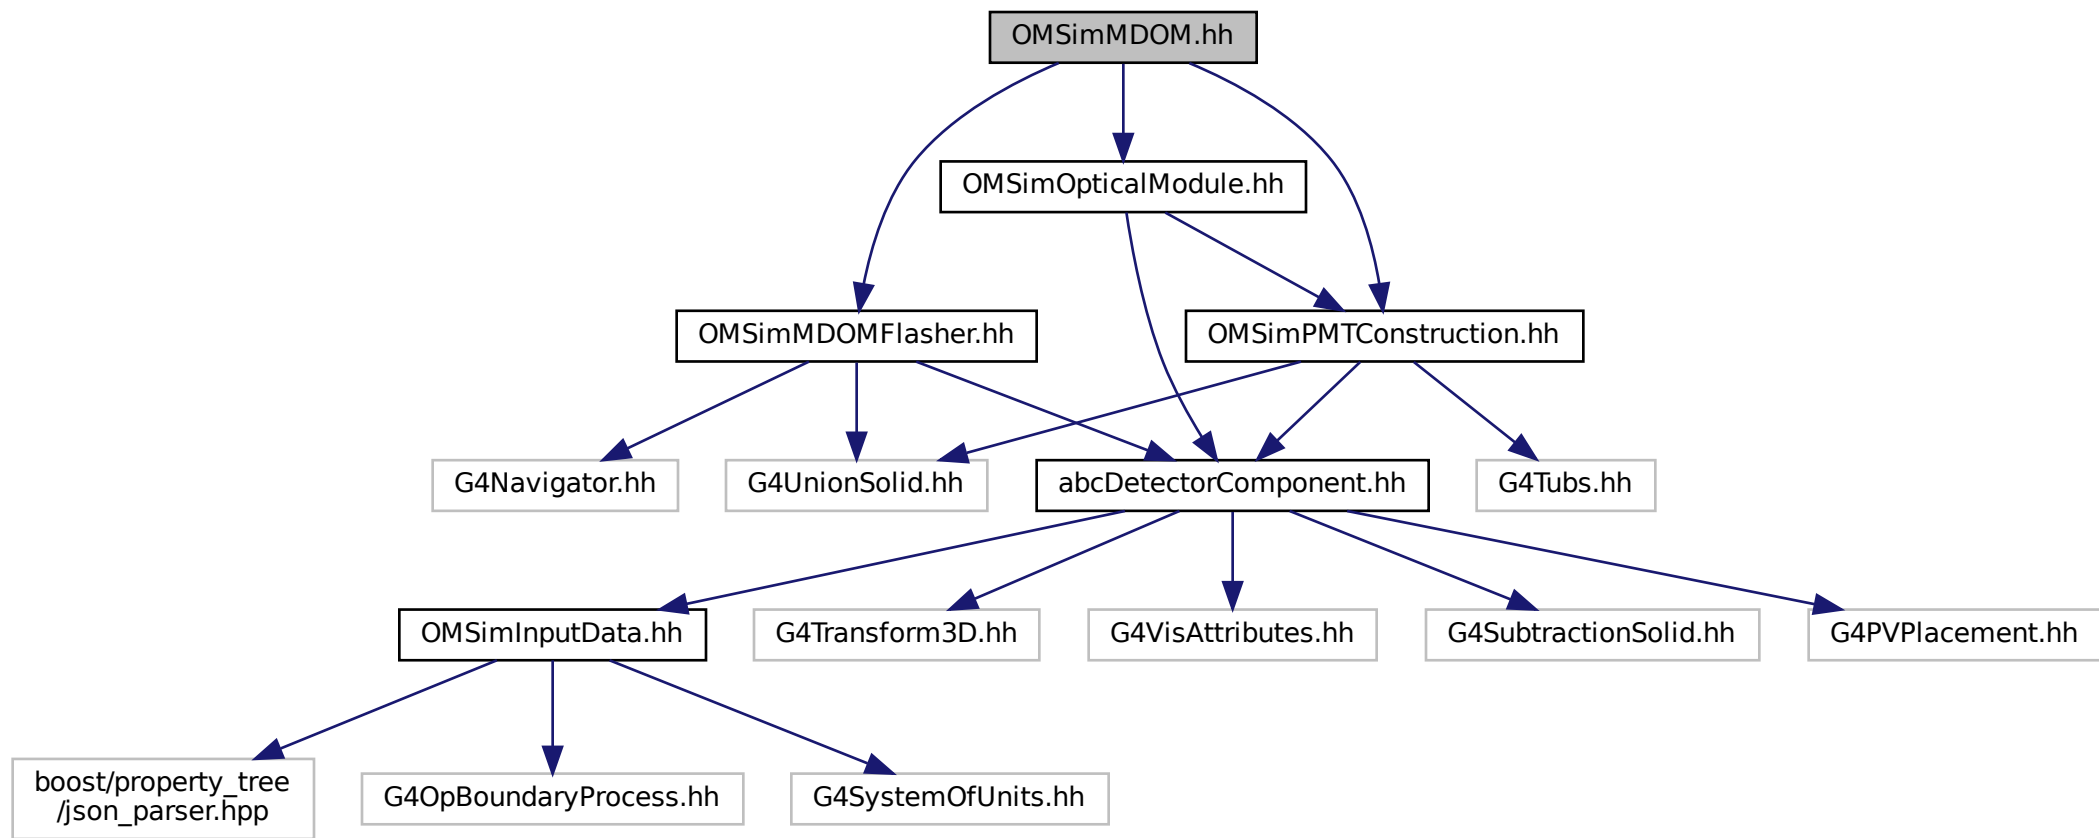 OMSimMDOM.hh
OMSimOpticalModule.hh
OMSimMDOMFlasher.hh
OMSimPMTConstruction.hh
G4Navigator.hh
G4UnionSolid.hh
abcDetectorComponent.hh
G4Tubs.hh
OMSimInputData.hh
G4Transform3D.hh
G4VisAttributes.hh
G4SubtractionSolid.hh
G4PVPlacement.hh
boost/property_tree
/json_parser.hpp
G4OpBoundaryProcess.hh
G4SystemOfUnits.hh